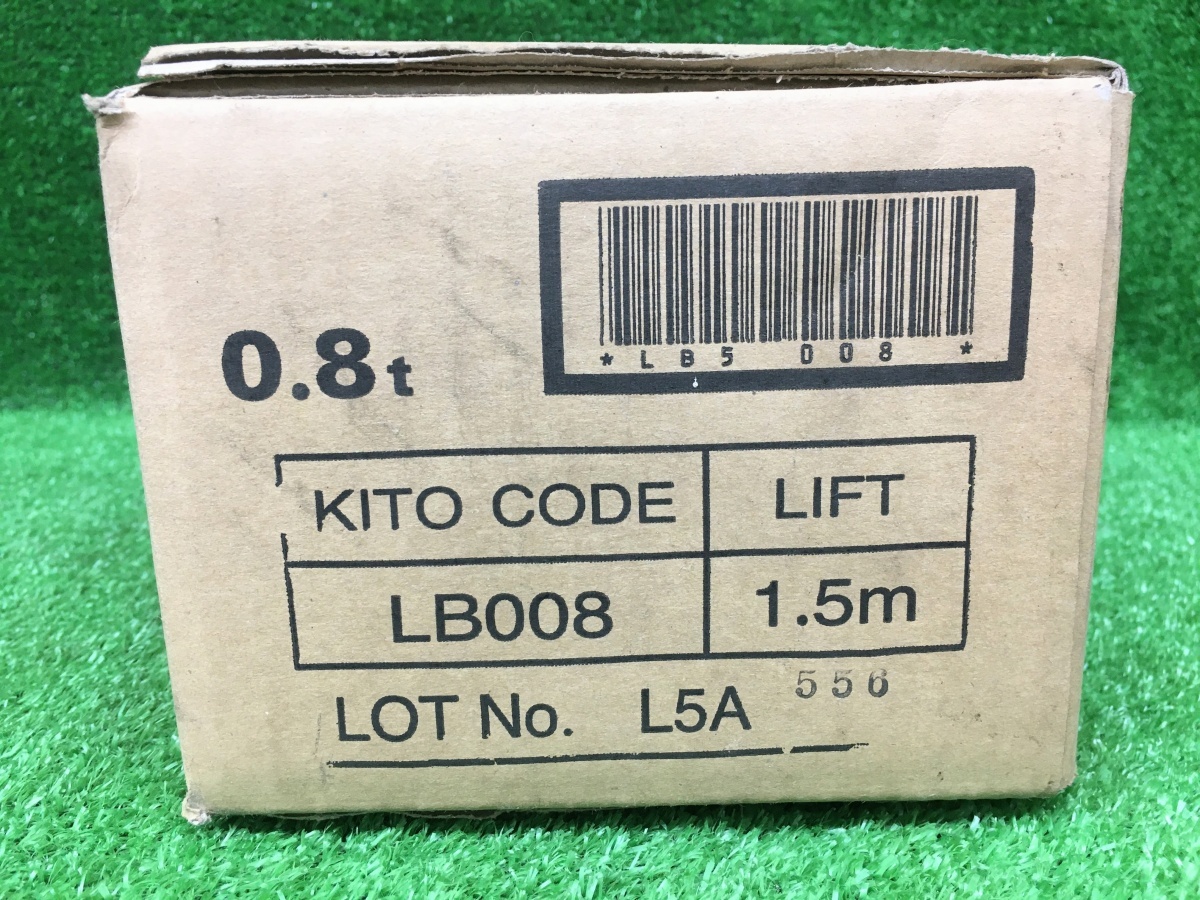 *LB5 008 *
0.8t
KITO CODE LIFT
LB008 1.5m
LOT No. L5A 556